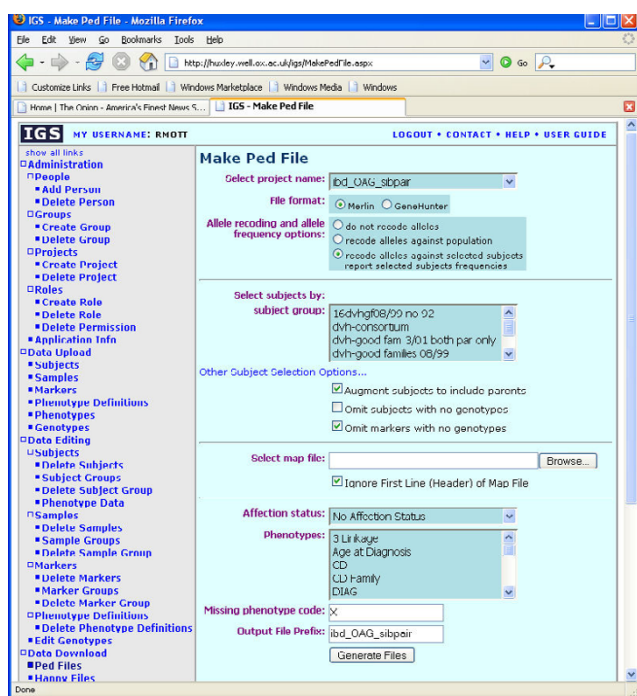 IGS - Make Ped File - Mozilla Firefox
File Edit View Go Bookmarks Tools Help
http://huxley.well.ox.ac.uk/igs/MakePedFile.aspx
Go
Customize Links Free Hotmail Windows Marketplace Windows Media Windows
Home | The Onion - America's Finest News S...
IGS - Make Ped File
IGS MY USERNAME: RMOTT
LOGOUT • CONTACT • HELP • USER GUIDE
show all links
Administration
People
Add Person
Delete Person
Groups
Create Group
Delete Group
Projects
Create Project
Delete Project
Roles
Create Role
Delete Role
Delete Permission
Application Info
Data Upload
Subjects
Samples
Markers
Phenotype Definitions
Phenotypes
Genotypes
Data Editing
Subjects
Delete Subjects
Subject Groups
Delete Subject Group
Phenotype Data
Samples
Delete Samples
Sample Groups
Delete Sample Group
Markers
Delete Markers
Marker Groups
Delete Marker Group
Phenotype Definitions
Delete Phenotype Definitions
Edit Genotypes
Data Download
Ped Files
Happy Files
Make Ped File
Select project name: ibd_OAG_sibpair
File format: Merlin GeneHunter
Allele recoding and allele frequency options:
do not recode alleles
recode alleles against population
recode alleles against selected subjects
report selected subjects frequencies
Select subjects by:
subject group:
16dvhgf08/99 no 92
dvh-consortium
dvh-good fam 3/01 both par only
dvh-good families 08/99
Other Subject Selection Options...
Augment subjects to include parents
Omit subjects with no genotypes
Omit markers with no genotypes
Select map file: Browse...
Ignore First Line (Header) of Map File
Affection status: No Affection Status
Phenotypes:
3 Linkage
Age at Diagnosis
CD
CD Family
DIAG
Missing phenotype code: X
Output File Prefix: ibd_OAG_sibpair
Generate Files
Done